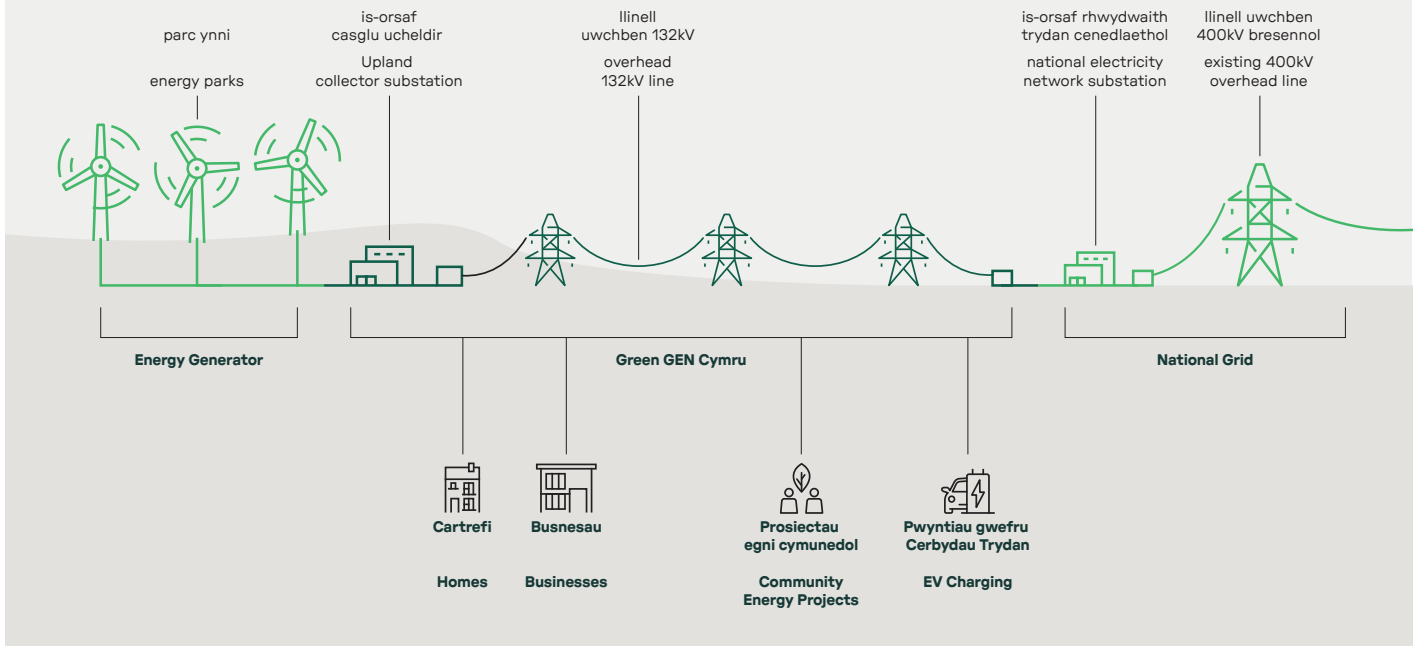 parc ynni
energy parks
is-orsaf
casglu ucheldir
Upland
collector substation
llinell
uwchben 132kV
overhead
132kV line
is-orsaf rhwydwaith
trydan cenedlaethol
national electricity
network substation
llinell uwchben
400kV bresennol
existing 400kV
overhead line
Energy Generator
Green GEN Cymru
National Grid
Cartrefi
Homes
Busnesau
Businesses
Prosiectau
egni cymunedol
Community
Energy Projects
Pwyntiau gwefru
Cerbydau Trydan
EV Charging